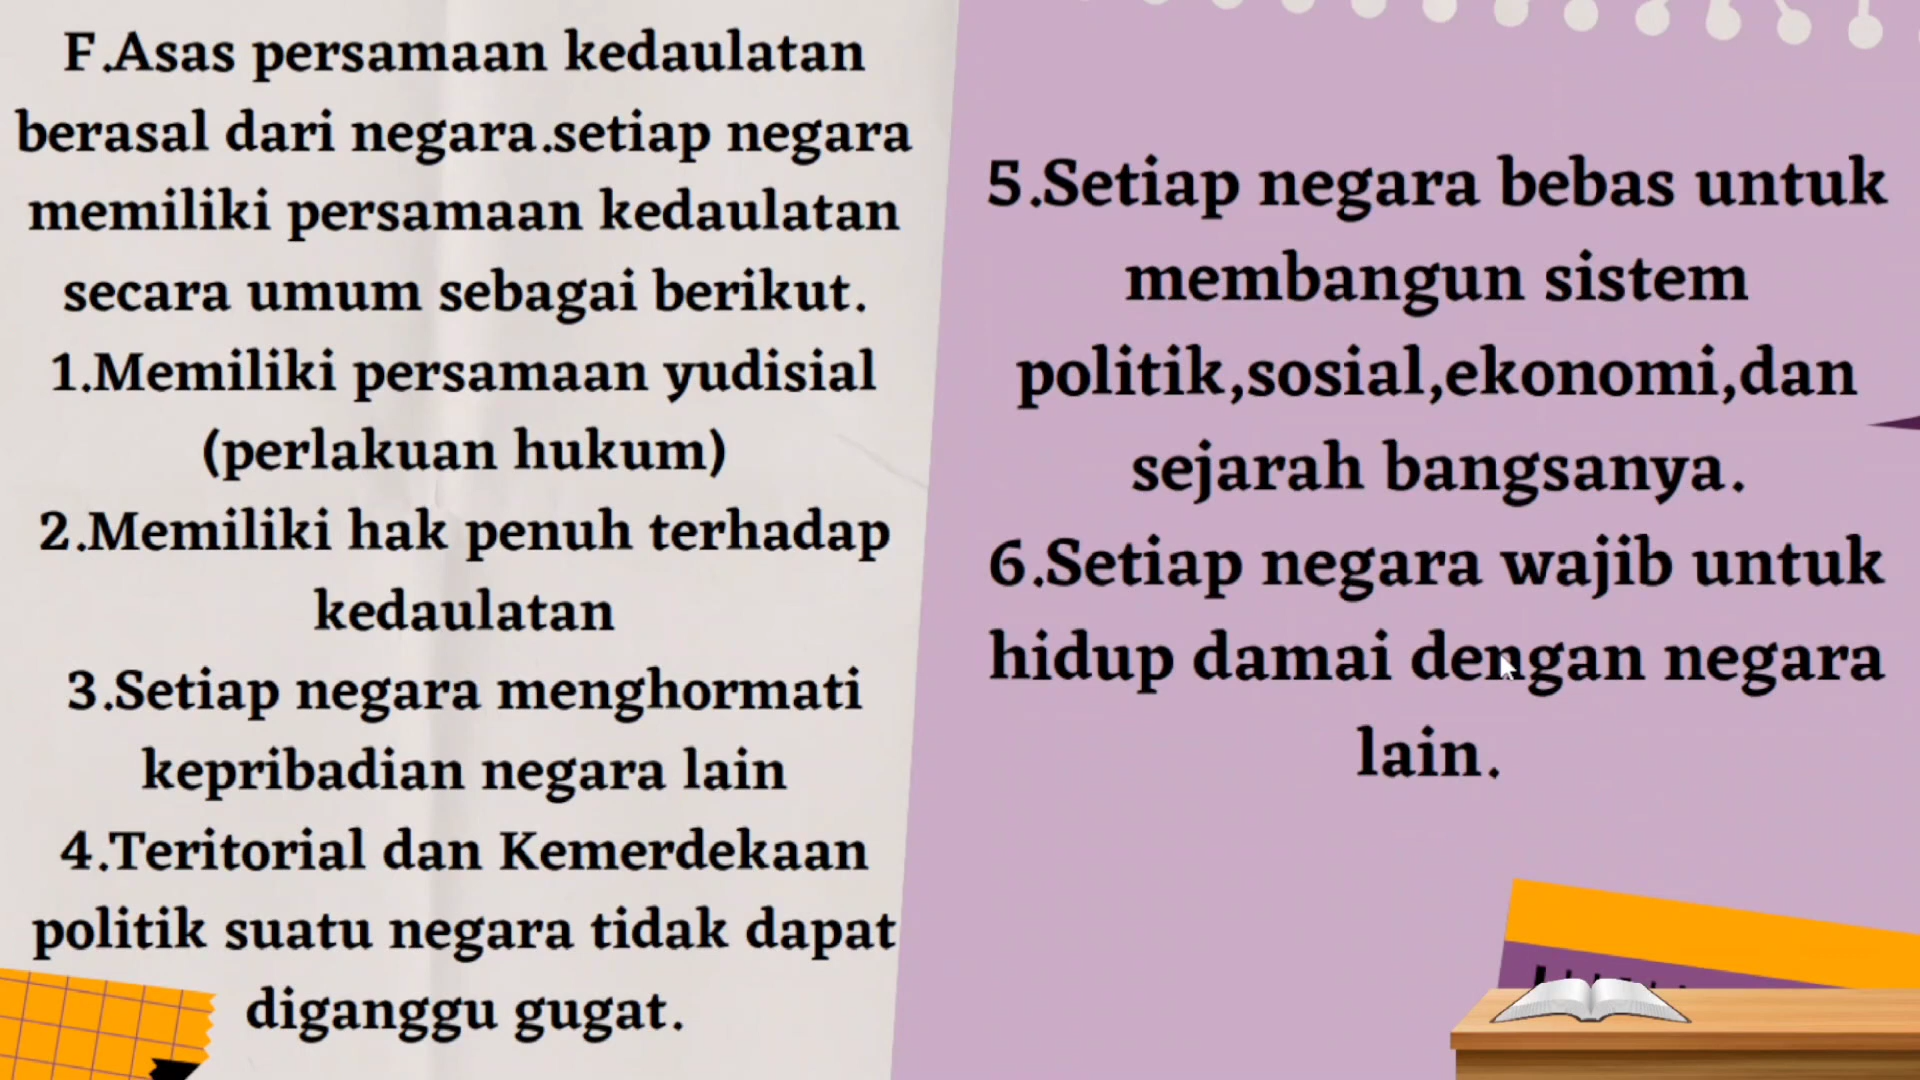 F.Asas persamaan kedaulatan
berasal dari negara.setiap negara
memiliki persamaan kedaulatan
secara umum sebagai berikut.
1.Memiliki persamaan yudisial
(perlakuan hukum)
2.Memiliki hak penuh terhadap
kedaulatan
3.Setiap negara menghormati
kepribadian negara lain
4.Teritorial dan Kemerdekaan
politik suatu negara tidak dapat
diganggu gugat.
5.Setiap negara bebas untuk
membangun sistem
politik,sosial,ekonomi,dan
sejarah bangsanya.
6.Setiap negara wajib untuk
hidup damai dengan negara
lain.